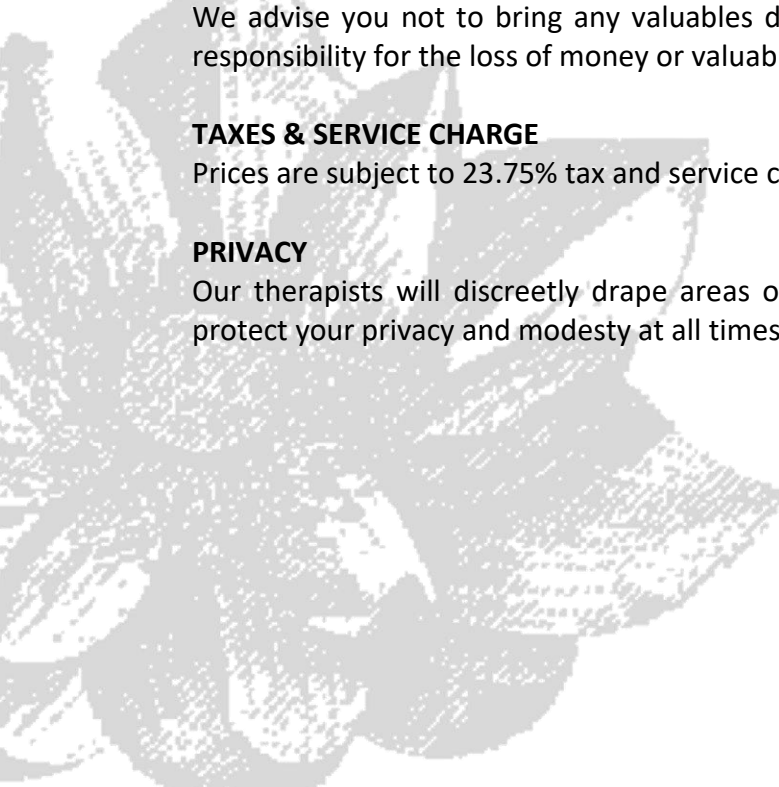 We advise you not to bring any valuables
responsibility for the loss of money or
TAXES & SERVICE CHARGE
Prices are subject to 23.75% tax and service
PRIVACY
Our therapists will discreetly drape areas
protect your privacy and modesty at all times